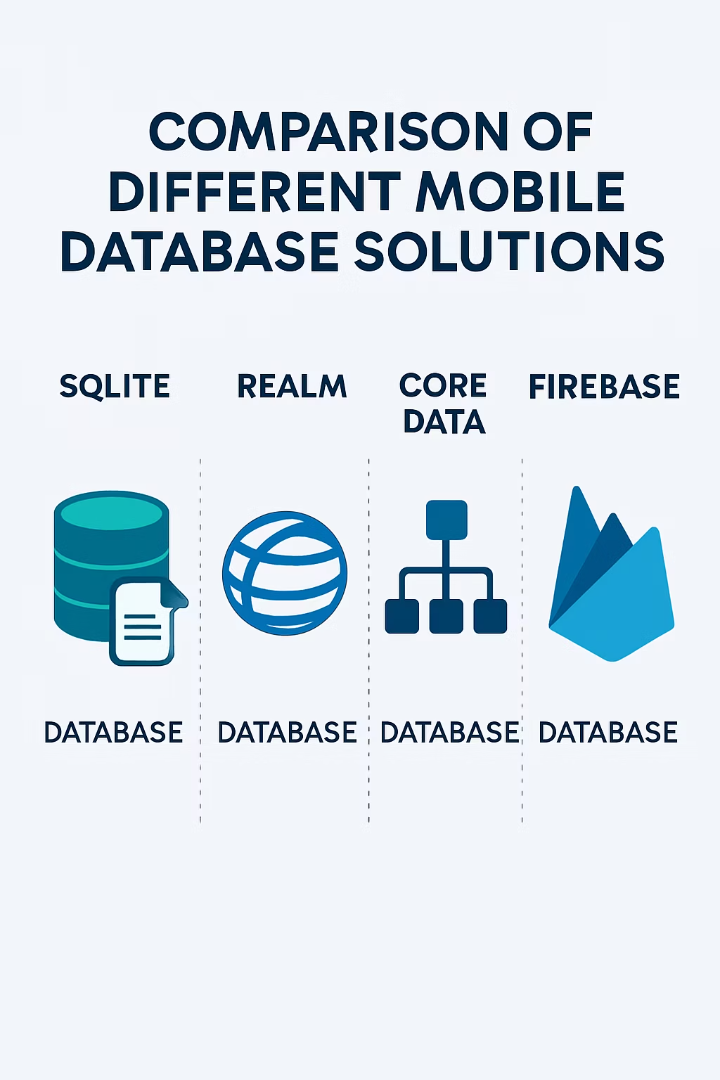 COMPARISON OF
DIFFERENT MOBILE
DATABASE SOLUTIONS
SQLITE
REALM
CORE
DATA
FIREBASE
DATABASE
DATABASE
DATABASE
DATABASE